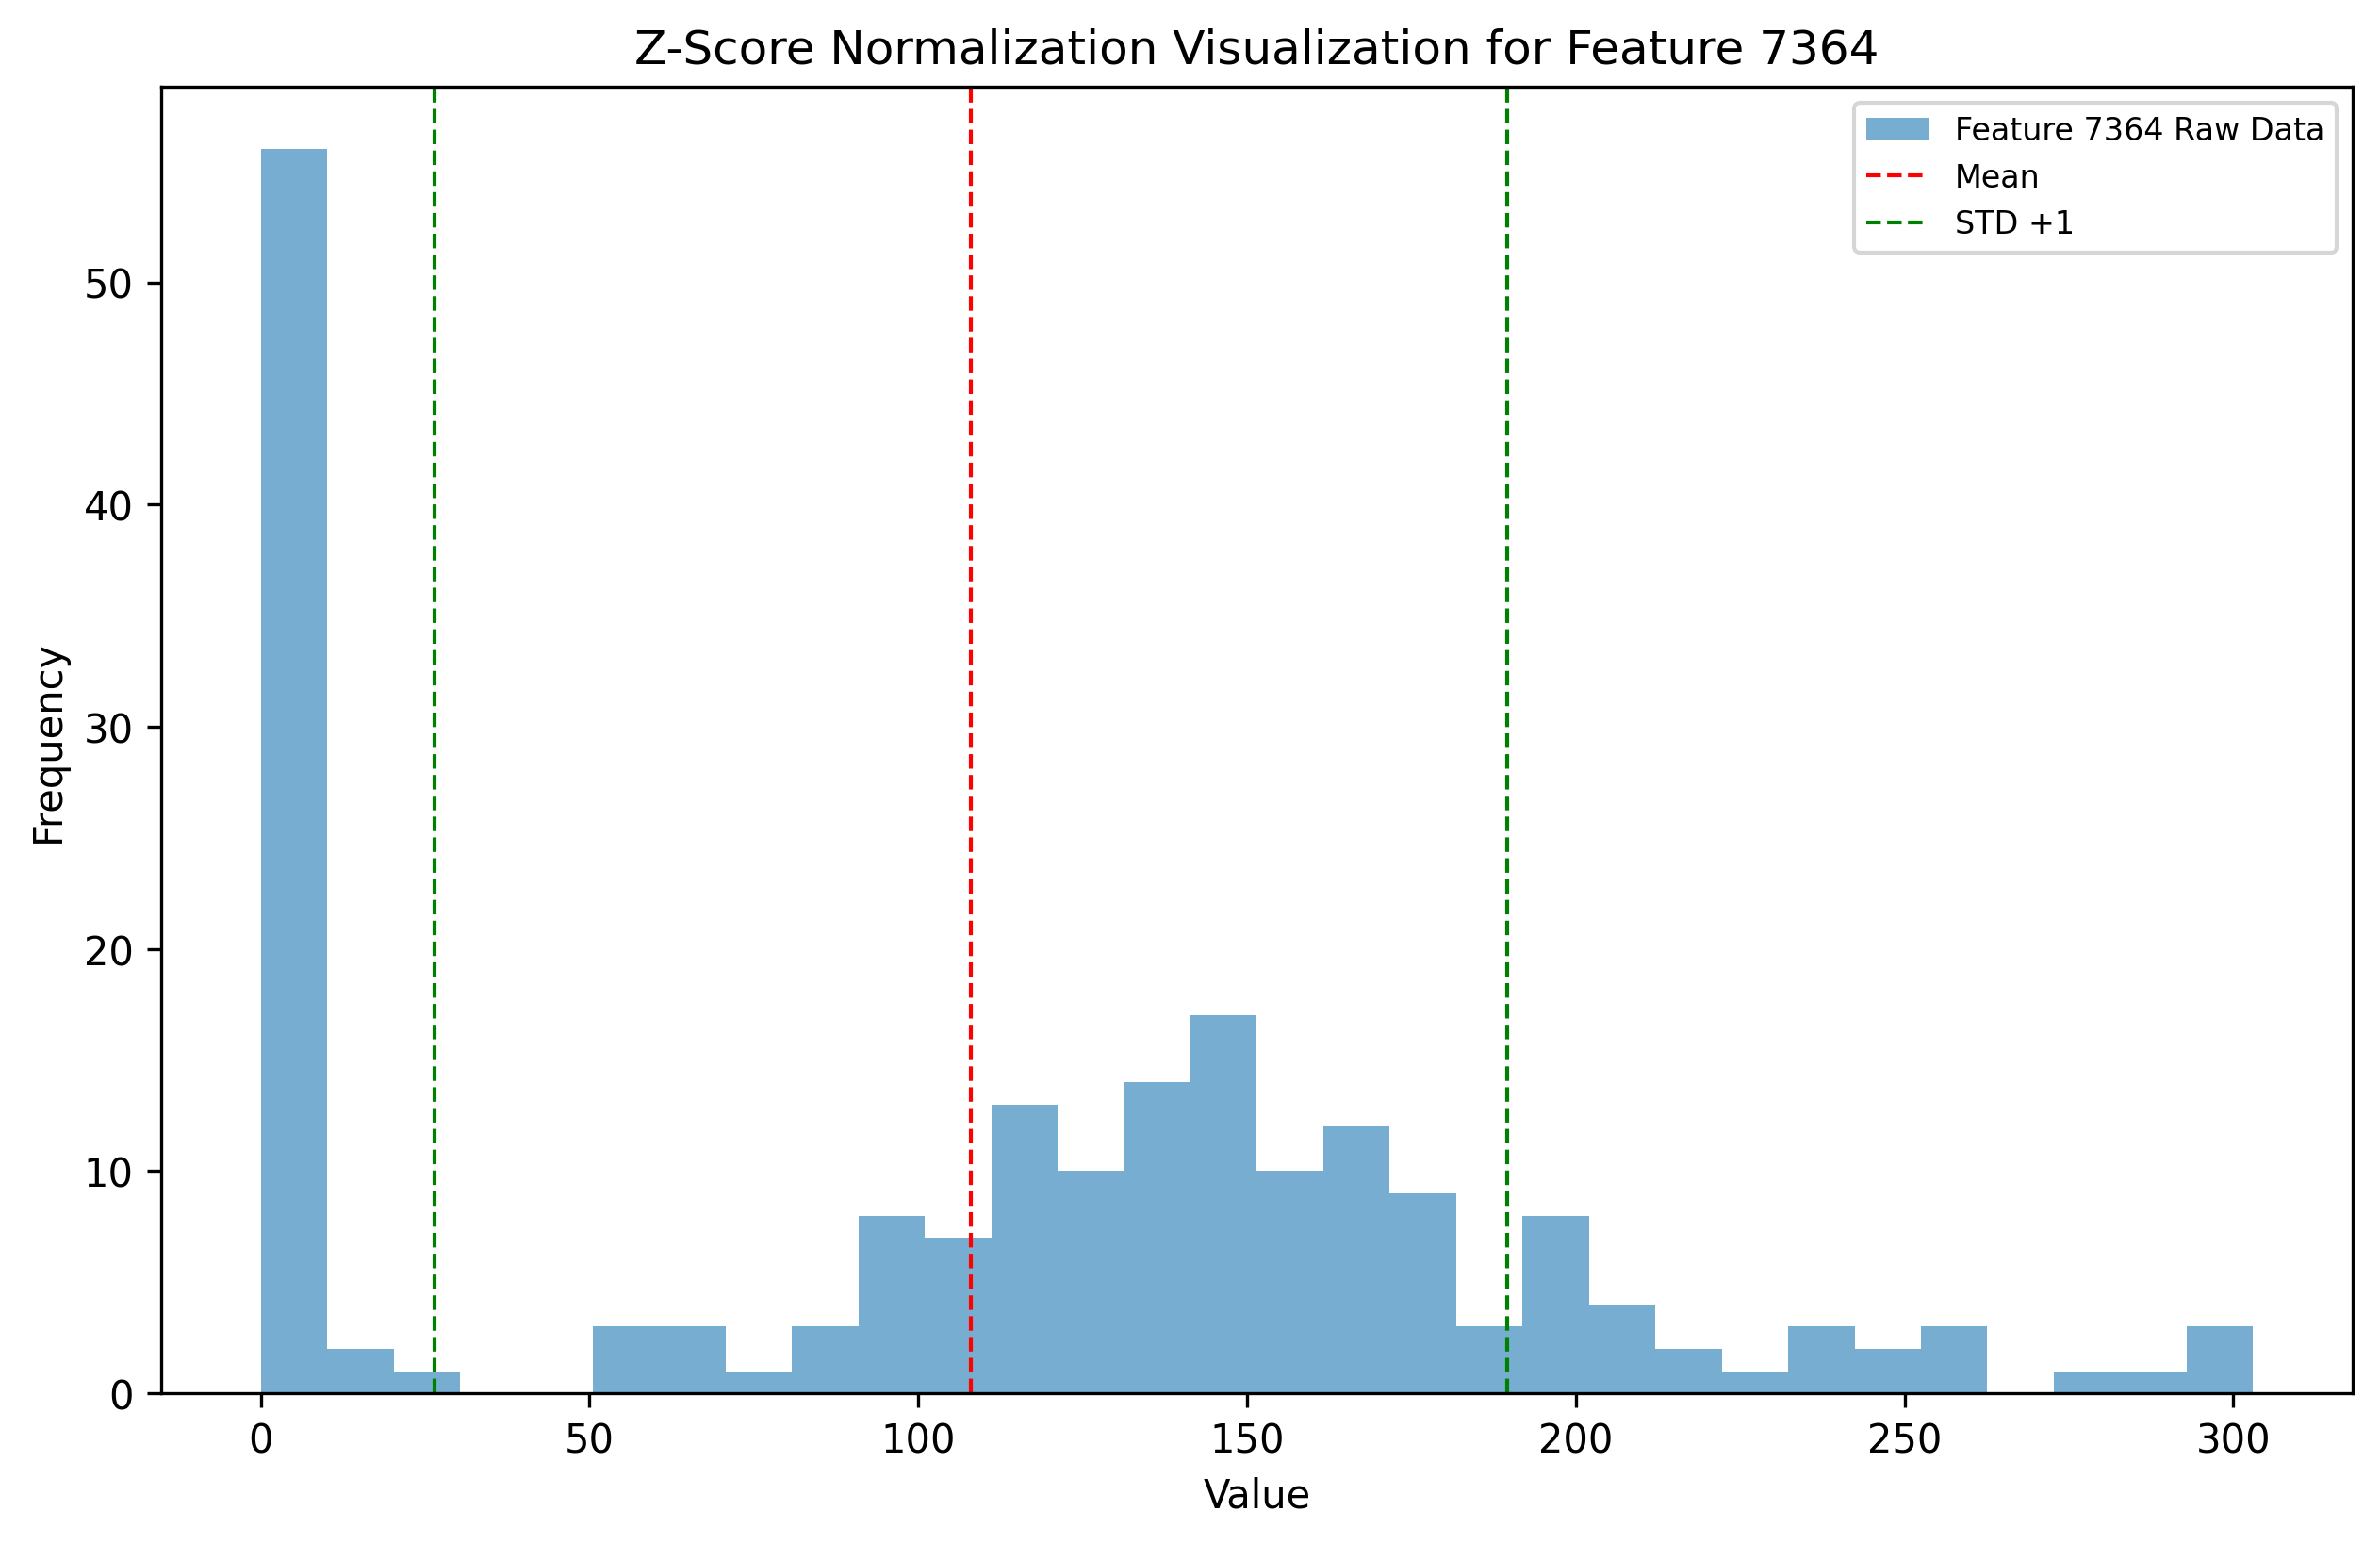 Z-Score Normalization Visualization for Feature 7364
Feature 7364 Raw Data
Mean
STD +1
Frequency
50
40
30
20
10
0
0 50 100 150 200 250 300
Value